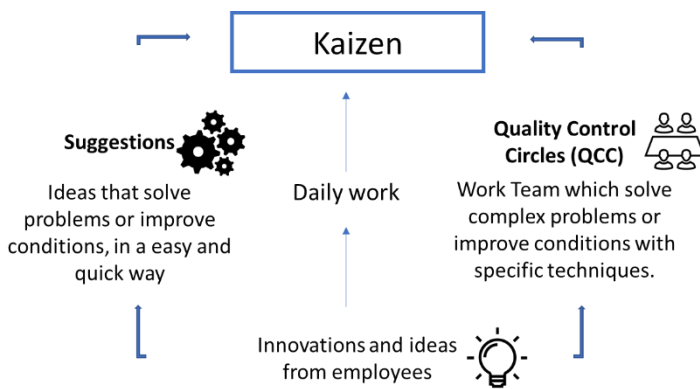 Kaizen
Suggestions
Ideas that solve
problems or improve
conditions, in a easy and
quick way
Daily work
Quality Control
Circles (QCC)
Work Team which solve
complex problems or
improve conditions with
specific techniques.
Innovations and ideas
from employees